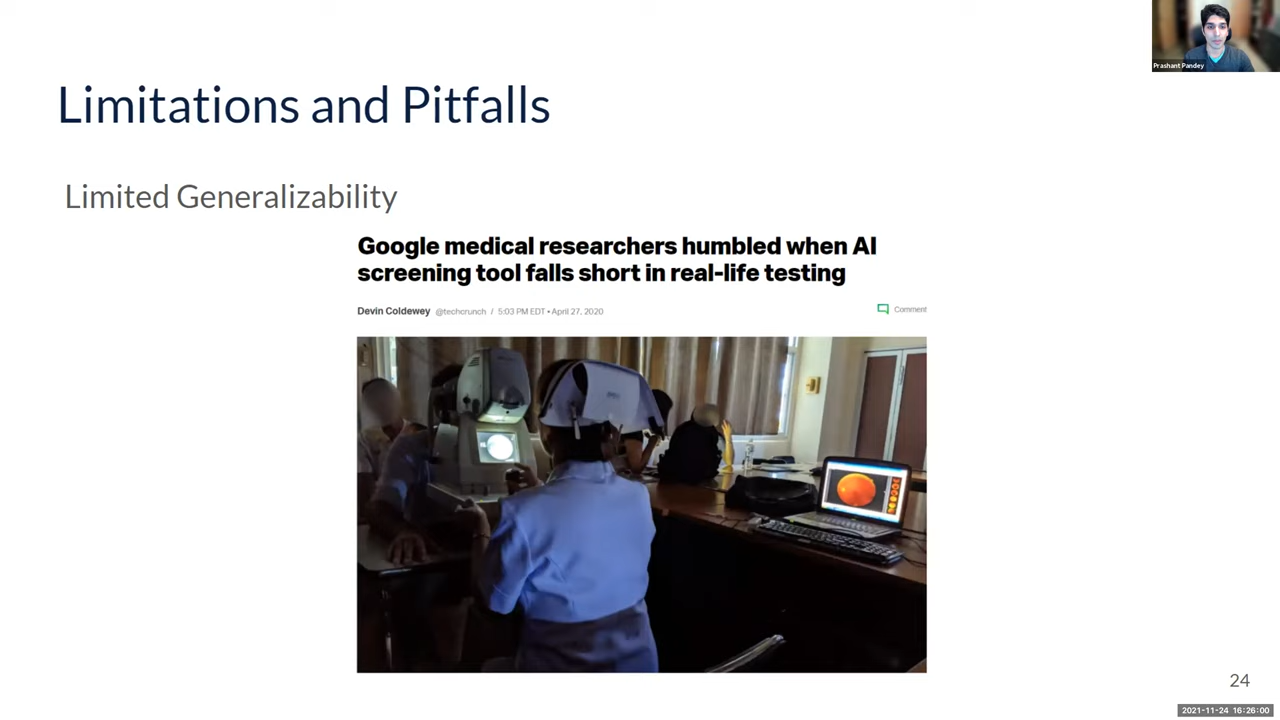 Prashant Pandey
Limitations and Pitfalls
Limited Generalizability
Google medical researchers humbled when AI
screening tool falls short in real-life testing
Devin Coldewey @techcrunch / 5:03 PM EDT • April 27, 2020
Comment
24
2021-11-24 16:26:00